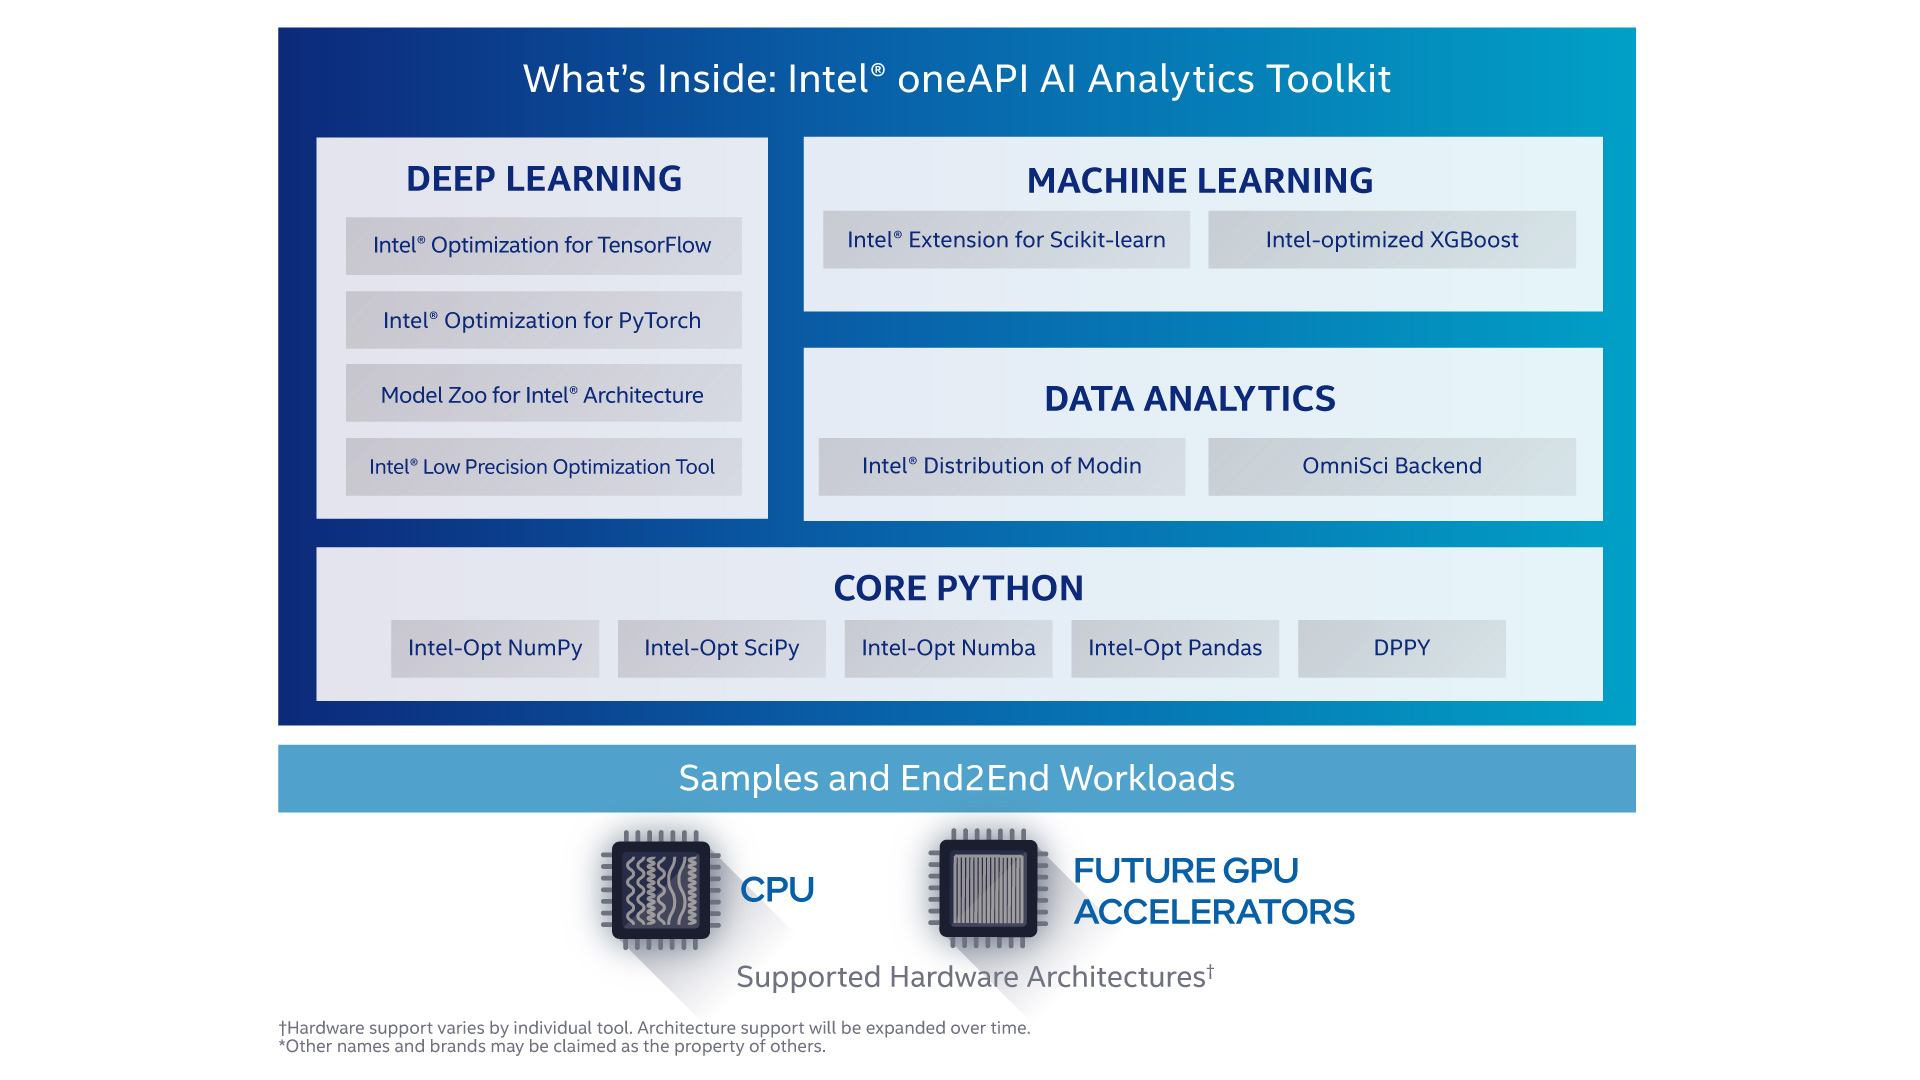 What’s Inside: Intel® oneAPI AI Analytics Toolkit
DEEP LEARNING
Intel® Optimization for TensorFlow
Intel® Optimization for PyTorch
Model Zoo for Intel® Architecture
Intel® Low Precision Optimization Tool
MACHINE LEARNING
Intel® Extension for Scikit-learn
Intel-optimized XGBoost
DATA ANALYTICS
Intel® Distribution of Modin
OmniSci Backend
CORE PYTHON
Intel-Opt NumPy
Intel-Opt SciPy
Intel-Opt Numba
Intel-Opt Pandas
DPPY
Samples and End2End Workloads
CPU
FUTURE GPU
ACCELERATORS
Supported Hardware Architectures†
†Hardware support varies by individual tool. Architecture support will be expanded over time.
*Other names and brands may be claimed as the property of others.